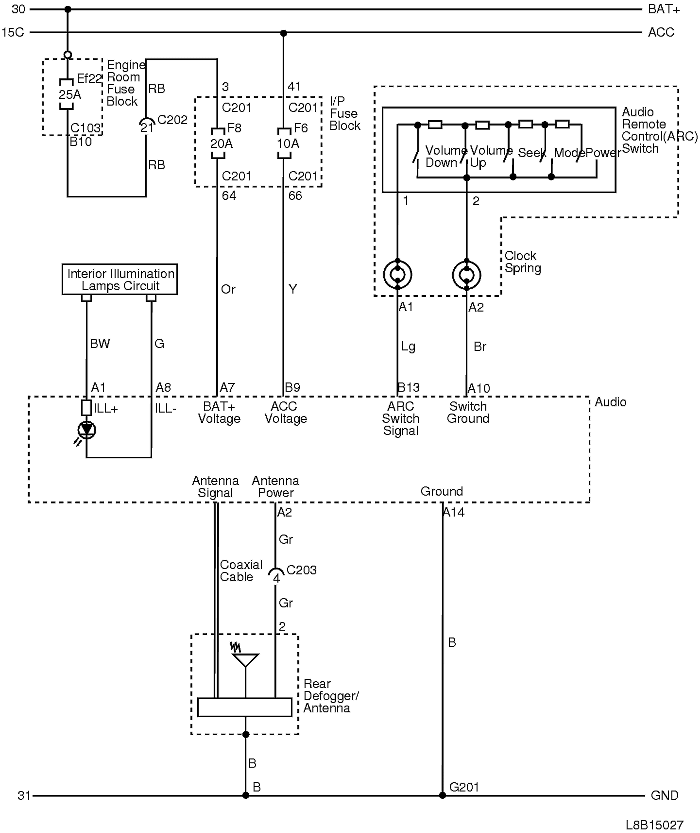 30
BAT+
15C
ACC
Engine
Room
Fuse
Block
Ef22
25A
C103
B10
RB
C202
21
RB
3
41
C201
C201
I/P
Fuse
Block
F8
20A
F6
10A
C201
C201
64
66
Audio
Remote
Control(ARC)
Switch
Volume
Down
Volume
Up
Seek
Mode
Power
1
2
Clock
Spring
A1
A2
Interior Illumination
Lamps Circuit
Or
Y
BW
G
Lg
Br
A1
A8
A7
B9
B13
A10
ILL+
ILL-
BAT+
Voltage
ACC
Voltage
ARC
Switch
Signal
Switch
Ground
Audio
Antenna
Signal
Antenna
Power
Ground
A2
A14
Gr
Coaxial
Cable
C203
4
Gr
2
B
Rear
Defogger/
Antenna
B
B
G201
31
GND
L8B15027